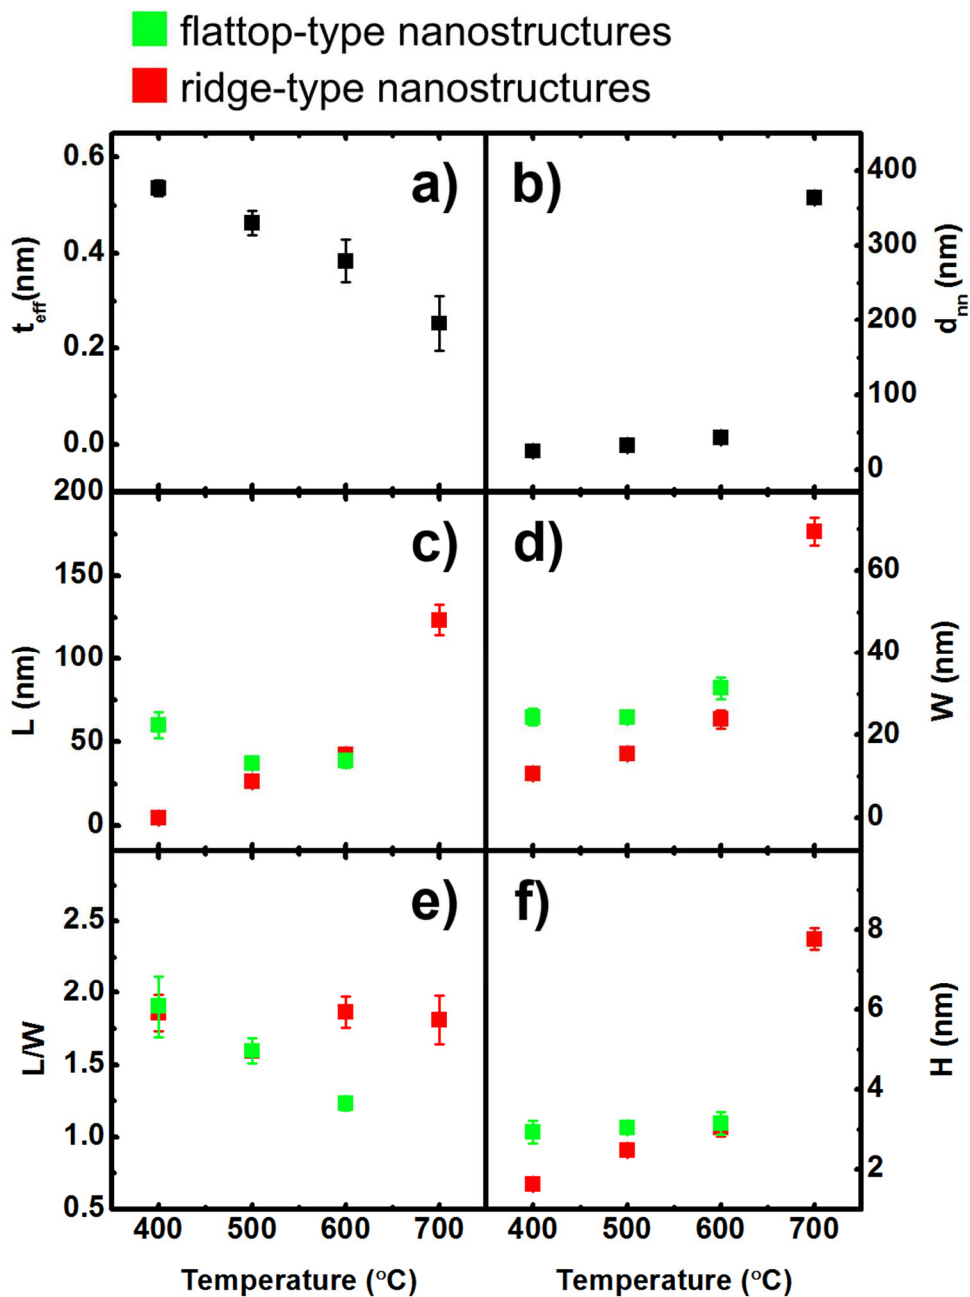 flattop-type nanostructures
ridge-type nanostructures
a)
b)
0.6
0.4
0.2
0.0
t_eff(nm)
400
300
200
100
0
d_nn (nm)
c)
d)
200
150
100
50
0
L (nm)
60
40
20
0
W (nm)
e)
f)
2.5
2.0
1.5
1.0
0.5
L/W
8
6
4
2
H (nm)
400 500 600 700
400 500 600 700
Temperature (°C)
Temperature (°C)